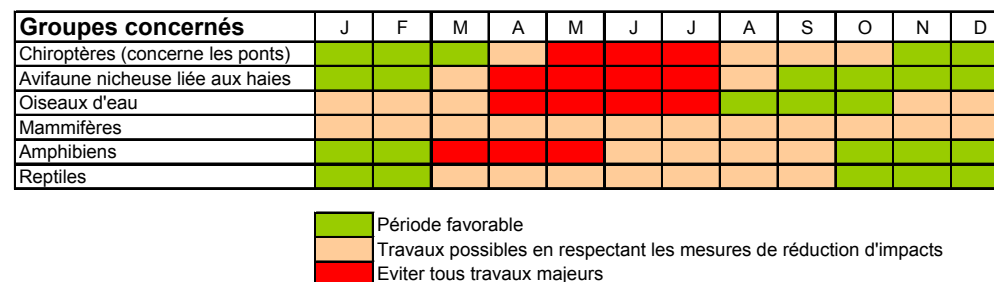 Groupes concernés J F M A M J J A S O N D
Chiroptères (concerne les ponts)
Avifaune nicheuse liée aux haies
Oiseaux d'eau
Mammifères
Amphibiens
Reptiles
Période favorable
Travaux possibles en respectant les mesures de réduction d'impacts
Eviter tous travaux majeurs